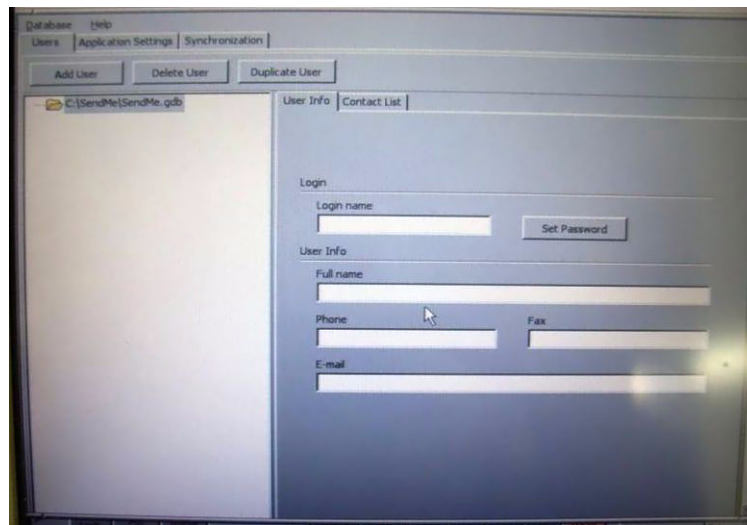 Database Help
Users Application Settings Synchronization
Add User Delete User Duplicate User
C:\SendMe\SendMe.gdb
User Info Contact List
Login
Login name
Set Password
User Info
Full name
Phone Fax
E-mail